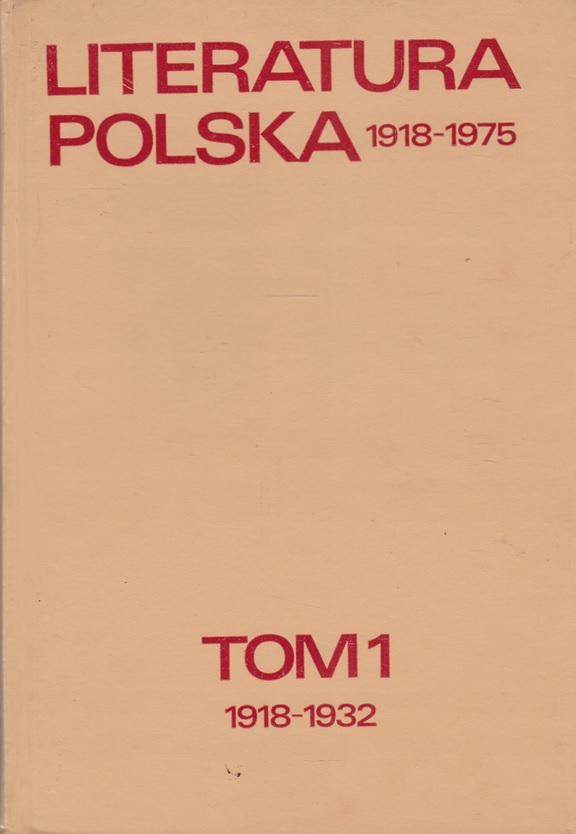 LITERATURA
POLSKA 1918-1975
TOM 1
1918-1932